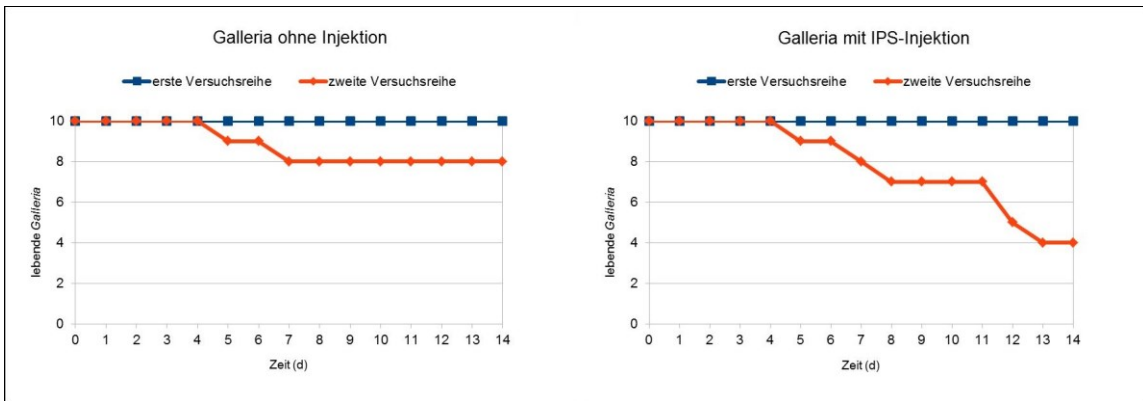 Galleria ohne Injektion
erste Versuchsreihe zweite Versuchsreihe
10
8
6
4
2
0
lebende Galleria
0 1 2 3 4 5 6 7 8 9 10 11 12 13 14
Zeit (d)
Galleria mit IPS-Injektion
erste Versuchsreihe zweite Versuchsreihe
10
8
6
4
2
0
lebende Galleria
0 1 2 3 4 5 6 7 8 9 10 11 12 13 14
Zeit (d)